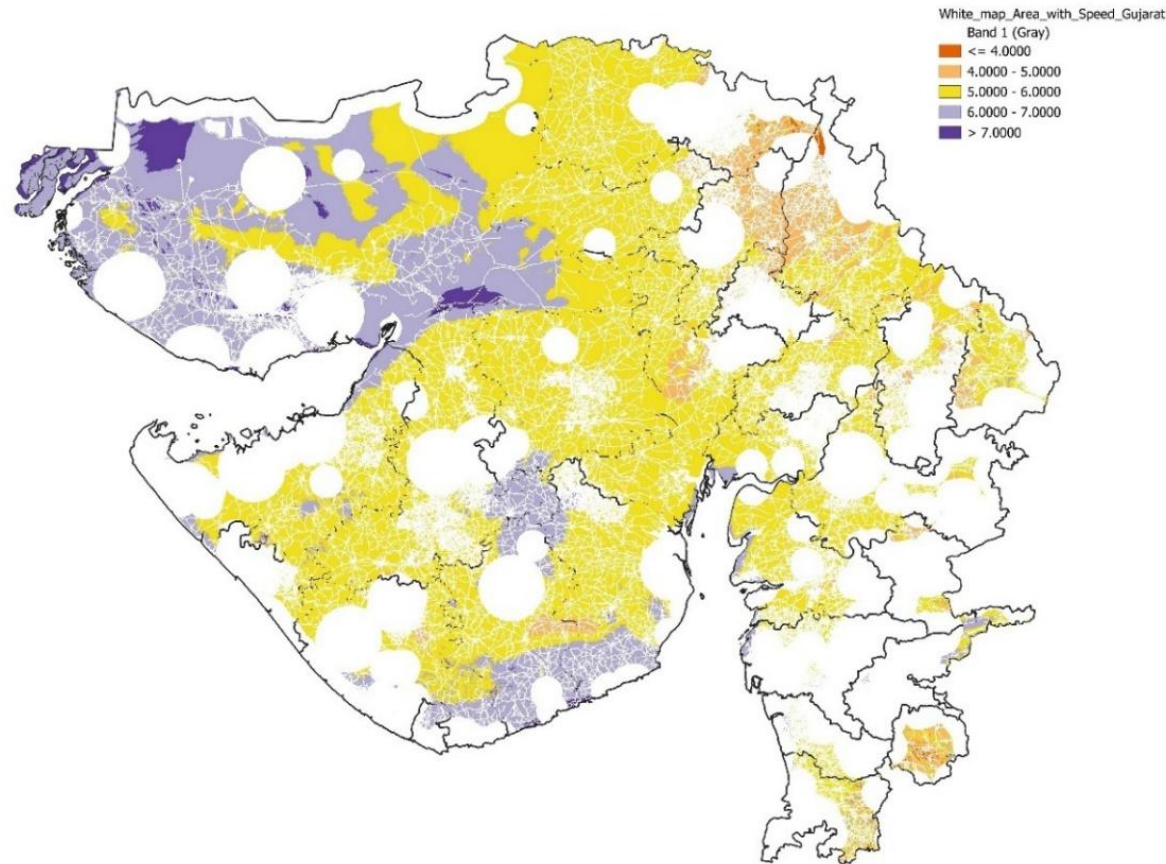 White_map_Area_with_Speed_Gujarat
Band 1 (Gray)
<= 4.0000
4.0000 - 5.0000
5.0000 - 6.0000
6.0000 - 7.0000
> 7.0000